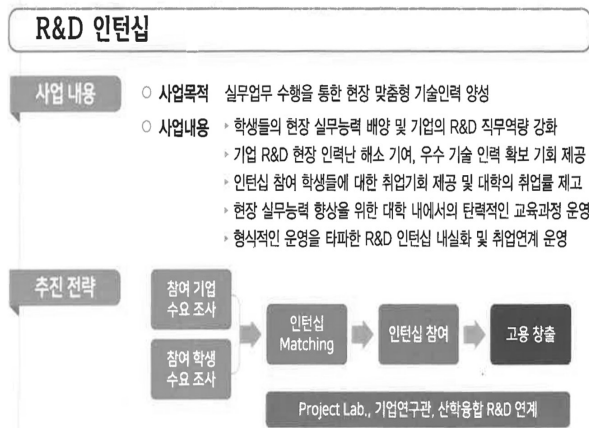 R&D 인턴십
사업 내용
○ 사업목적 실무업무 수행을 통한 현장 맞춤형 기술인력 양성
○ 사업내용 ▸ 학생들의 현장 실무능력 배양 및 기업의 R&D 직무역량 강화
▸ 기업 R&D 현장 인력난 해소 기여, 우수 기술 인력 확보 기회 제공
▸ 인턴십 참여 학생들에 대한 취업기회 제공 및 대학의 취업률 제고
▸ 현장 실무능력 향상을 위한 대학 내에서의 탄력적인 교육과정 운영
▸ 형식적인 운영을 타파한 R&D 인턴십 내실화 및 취업연계 운영
추진 전략
참여 기업
수요 조사
참여 학생
수요 조사
인턴십
Matching
인턴십 참여
고용 창출
Project Lab., 기업연구관, 산학융합 R&D 연계